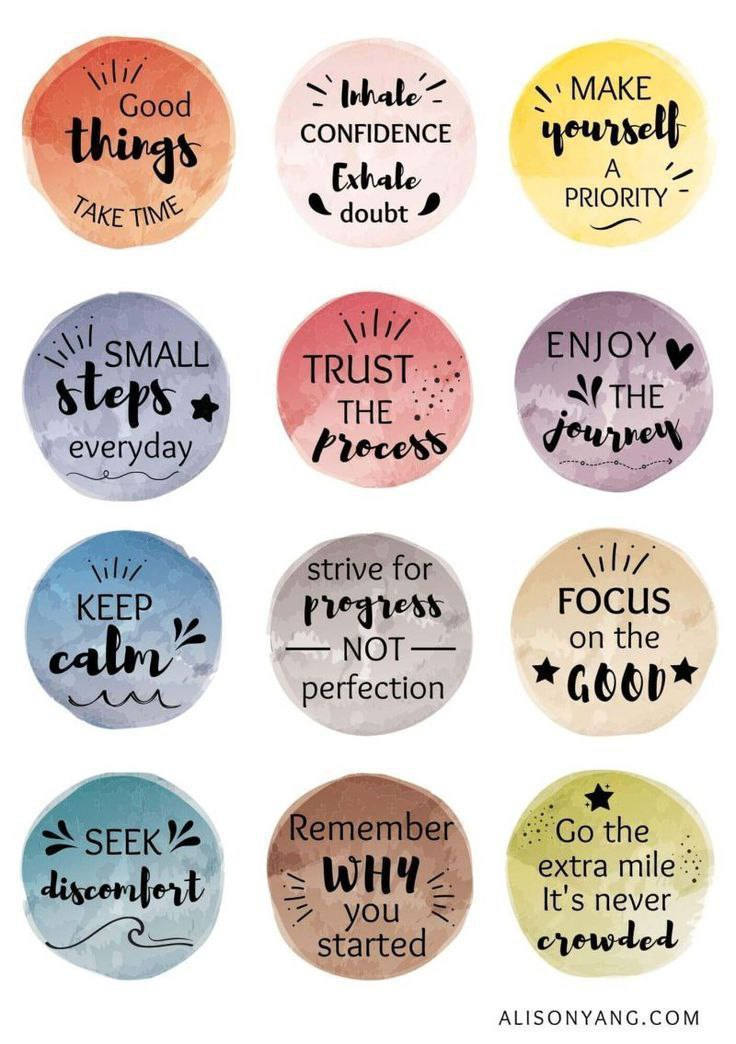 Good
things
TAKE TIME
Inhale
CONFIDENCE
Exhale
doubt
MAKE
yourself
A
PRIORITY
SMALL
steps
everyday
TRUST
THE
process
ENJOY
THE
journey
KEEP
calm
strive for
progress
NOT
perfection
FOCUS
on the
GOOD
SEEK
discomfort
Remember
WHY
you
started
Go the
extra mile
It's never
crowded
ALISONYANG.COM